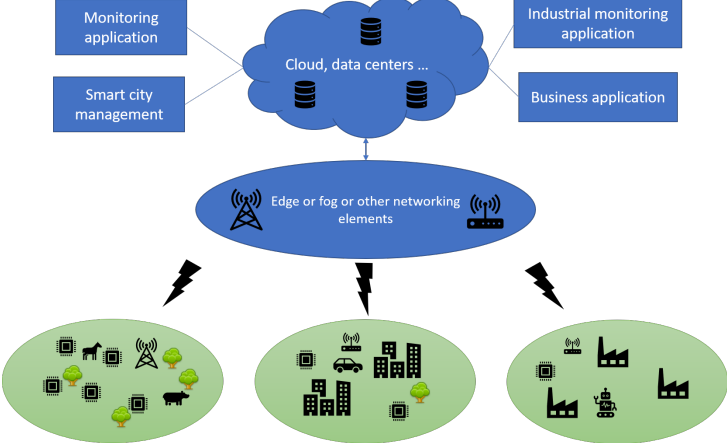 Monitoring
application
Smart city
management
Cloud, data centers ...
Industrial monitoring
application
Business application
Edge or fog or other networking
elements